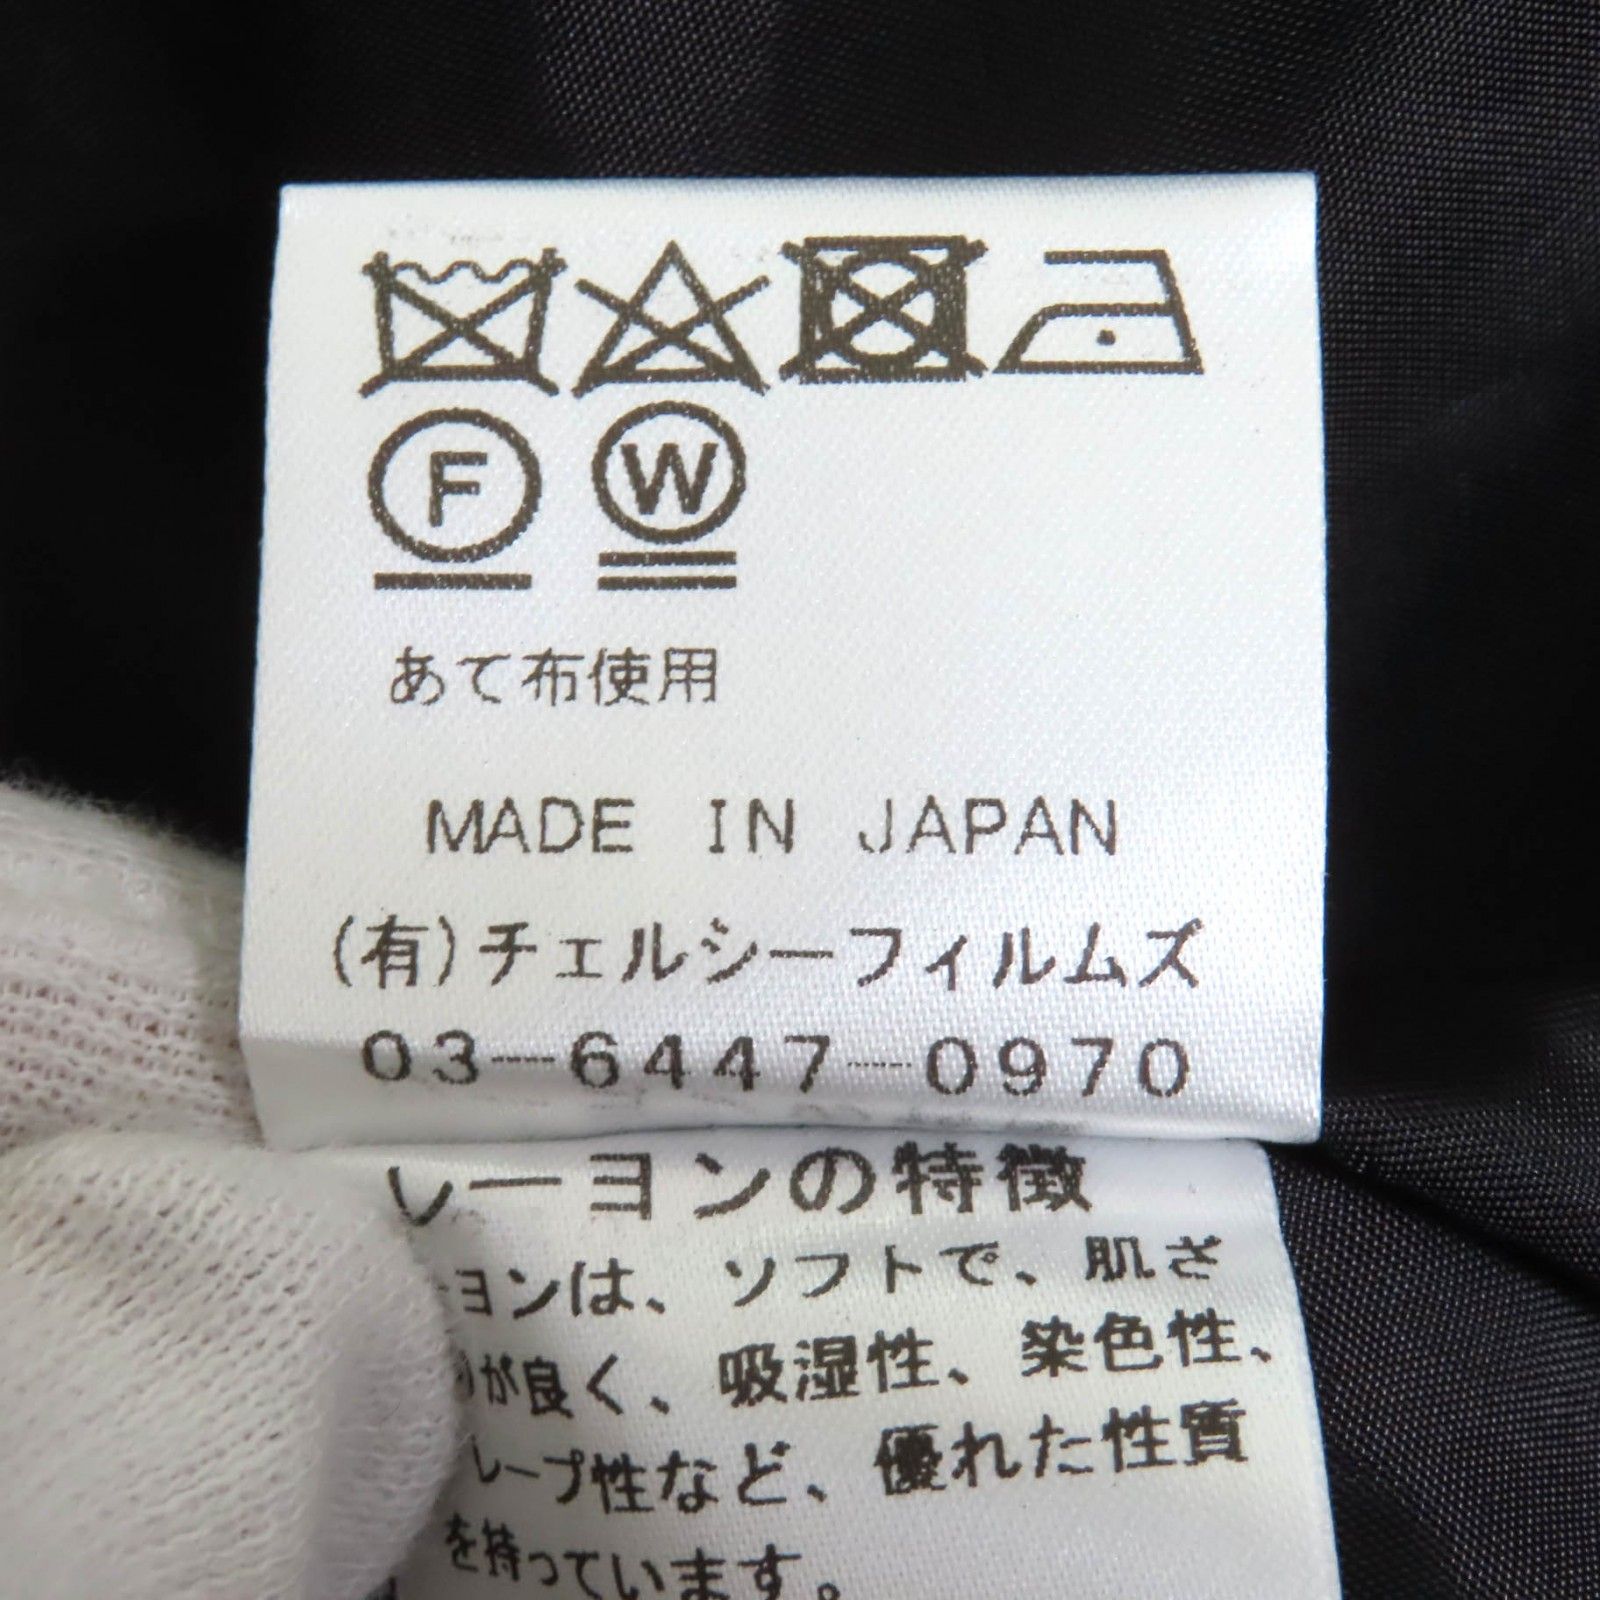 F W
あて布使用
MADE IN JAPAN
(有)チェルシーフィルムズ
03-6447-0970
レーヨンの特徴
ーヨンは、ソフトで、肌ざ
が良く、吸湿性、染色性、
レープ性など、優れた性質
を持っています。